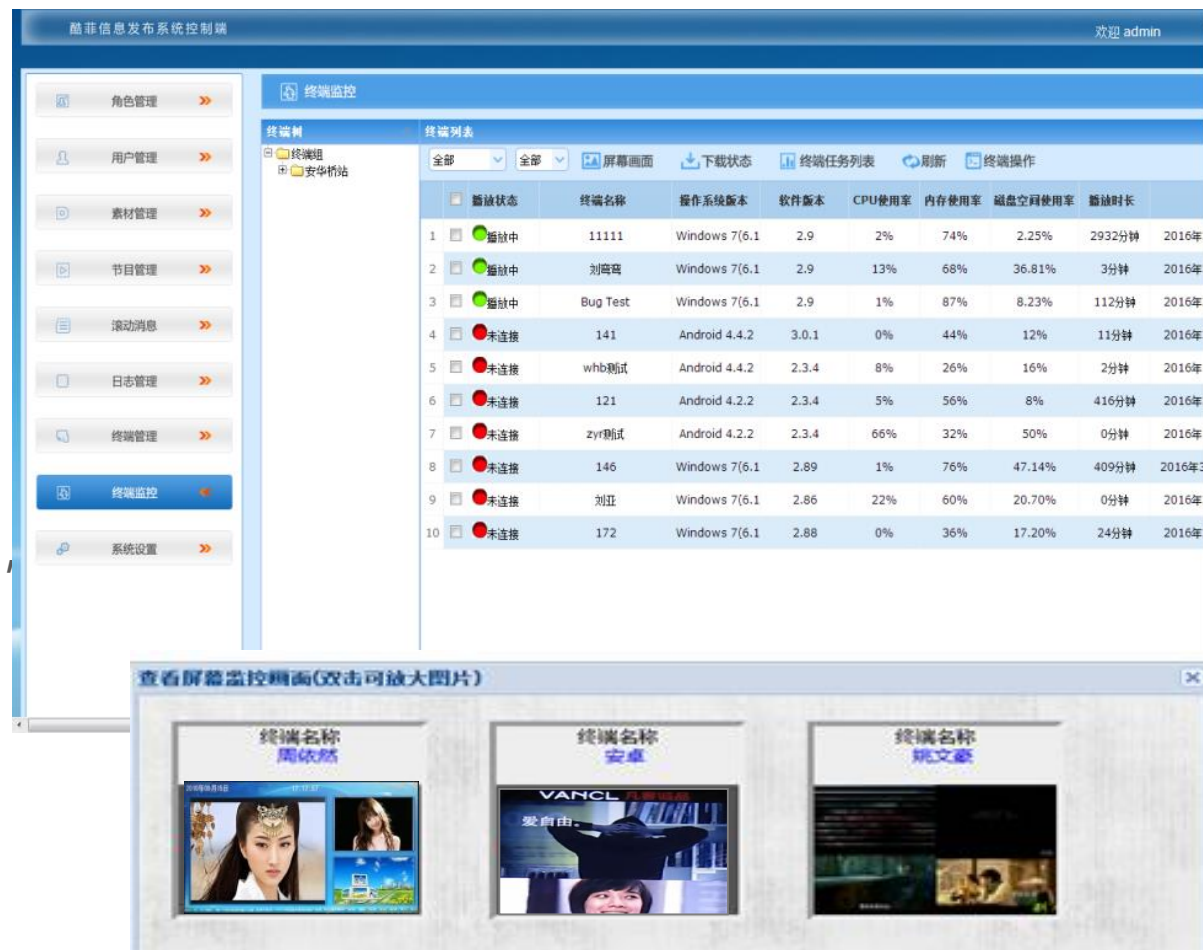 酷菲信息发布系统控制端 欢迎 admin
角色管理
用户管理
素材管理
节目管理
滚动消息
日志管理
终端管理
终端监控
系统设置
终端监控
终端树
终端组
安华桥站
终端列表
全部 全部 屏幕画面 下载状态 终端任务列表 刷新 终端操作
播放状态 终端名称 操作系统版本 软件版本 CPU使用率 内存使用率 磁盘空间使用率 播放时长
1 播放中 11111 Windows 7(6.1 2.9 2% 74% 2.25% 2932分钟 2016年
2 播放中 刘弯弯 Windows 7(6.1 2.9 13% 68% 36.81% 3分钟 2016年
3 播放中 Bug Test Windows 7(6.1 2.9 1% 87% 8.23% 112分钟 2016年
4 未连接 141 Android 4.4.2 3.0.1 0% 44% 12% 11分钟 2016年
5 未连接 whb测试 Android 4.4.2 2.3.4 8% 26% 16% 2分钟 2016年
6 未连接 121 Android 4.2.2 2.3.4 5% 56% 8% 416分钟 2016年
7 未连接 zyr测试 Android 4.2.2 2.3.4 66% 32% 50% 0分钟 2016年
8 未连接 146 Windows 7(6.1 2.89 1% 76% 47.14% 409分钟 2016年3
9 未连接 刘亚 Windows 7(6.1 2.86 22% 60% 20.70% 0分钟 2016年
10 未连接 172 Windows 7(6.1 2.88 0% 36% 17.20% 24分钟 2016年
查看屏幕监控画面(双击可放大图片)
终端名称
周依然
终端名称
安卓
终端名称
姚文豪
VANCL 凡客诚品
爱自由.